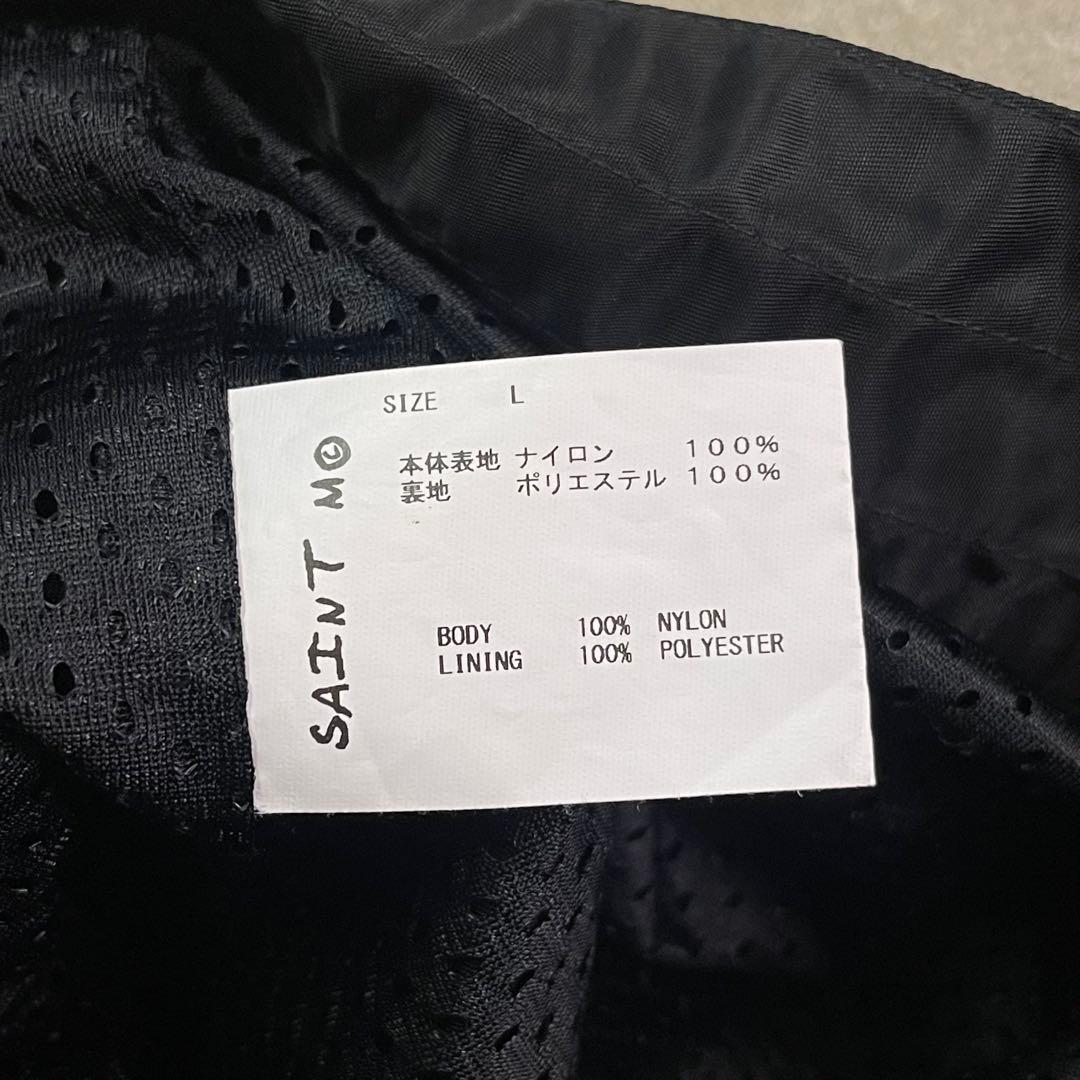 SAINT M©
SIZE L
本体表地 ナイロン 100%
裏地 ポリエステル 100%
BODY 100% NYLON
LINING 100% POLYESTER